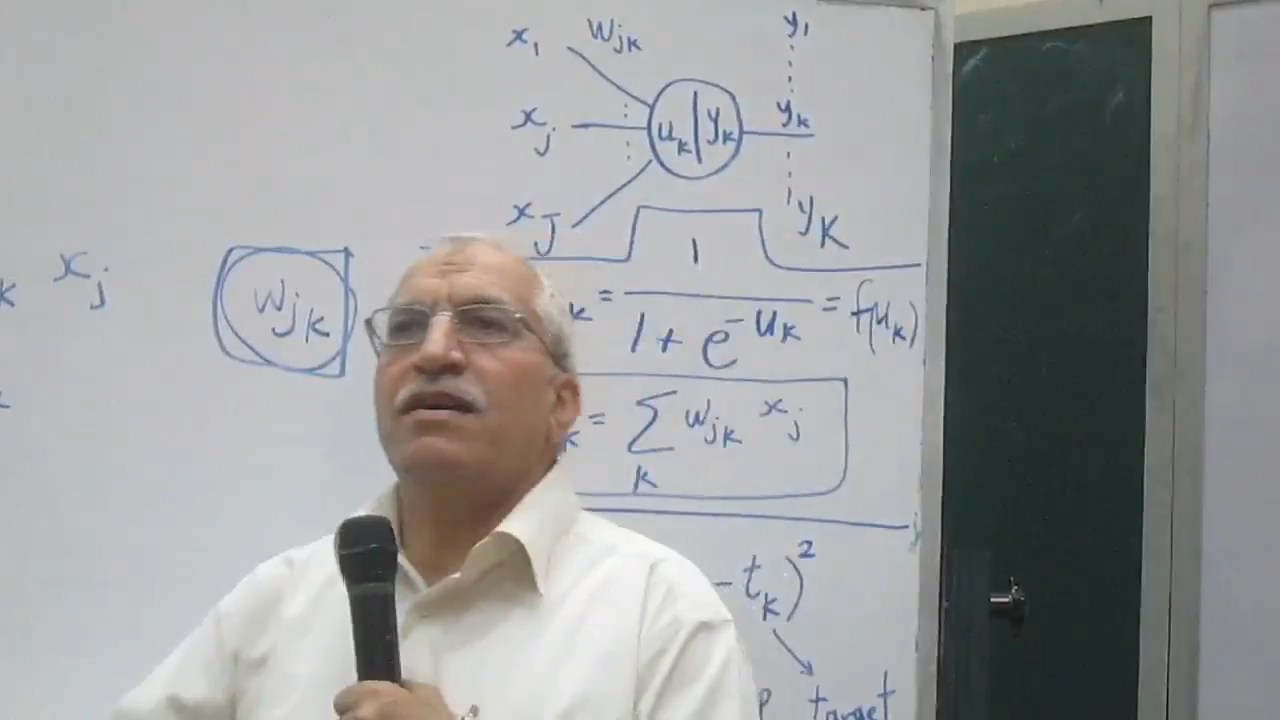 x₁ wjk y₁
xj uk | yk yk
xJ yK
k xj wjk
k = 1 / (1 + e^-uk) = f(uk)
k = Σ_k wjk xj
- tk)²
target